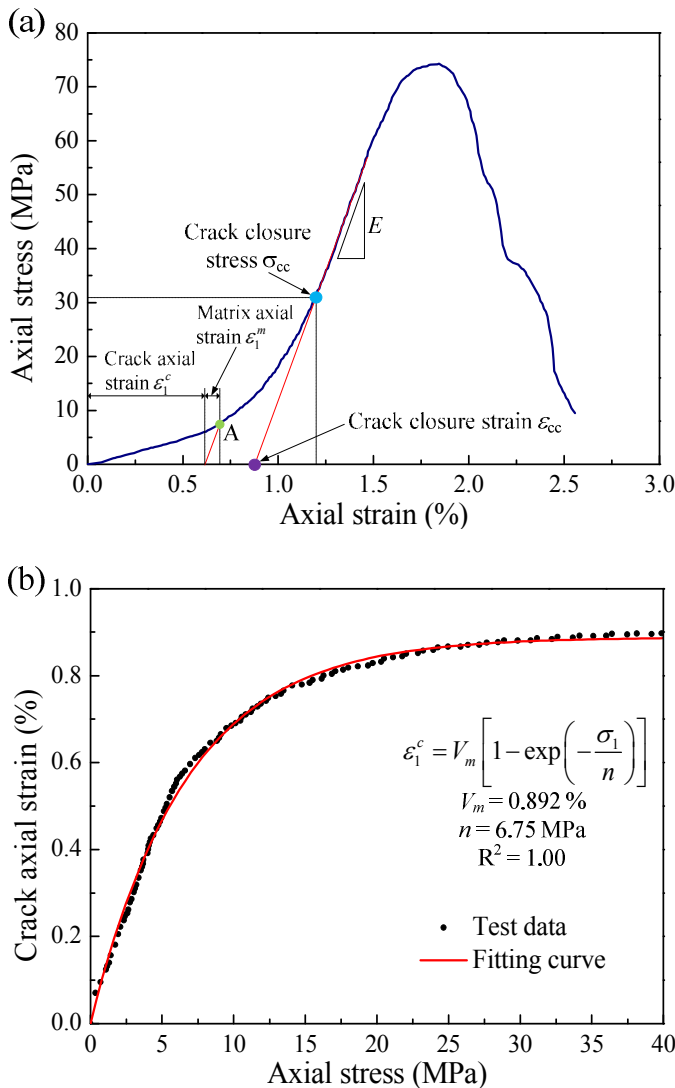 (a)
80
70
60
50
40
30
20
10
0
Axial stress (MPa)
E
Crack closure
stress σcc
Matrix axial
strain ε₁ᵐ
Crack axial
strain ε₁ᶜ
A
Crack closure strain εcc
0.0 0.5 1.0 1.5 2.0 2.5 3.0
Axial strain (%)
(b)
1.0
0.8
0.6
0.4
0.2
0.0
Crack axial strain (%)
ε₁ᶜ = Vₘ[1−exp(−σ₁/n)]
Vₘ = 0.892 %
n = 6.75 MPa
R² = 1.00
Test data
Fitting curve
0 5 10 15 20 25 30 35 40
Axial stress (MPa)